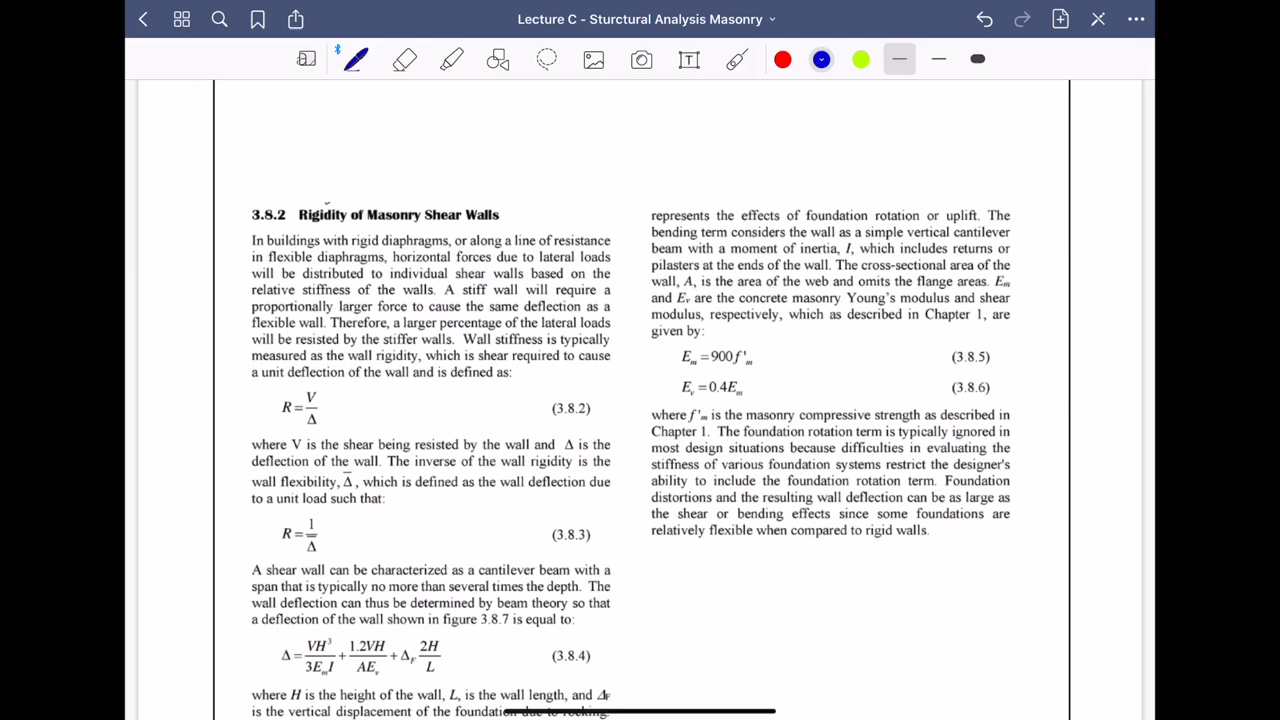 Lecture C - Sturctural Analysis Masonry
3.8.2 Rigidity of Masonry Shear Walls
In buildings with rigid diaphragms, or along a line of resistance
in flexible diaphragms, horizontal forces due to lateral loads
will be distributed to individual shear walls based on the
relative stiffness of the walls. A stiff wall will require a
proportionally larger force to cause the same deflection as a
flexible wall. Therefore, a larger percentage of the lateral loads
will be resisted by the stiffer walls. Wall stiffness is typically
measured as the wall rigidity, which is shear required to cause
a unit deflection of the wall and is defined as:
R = V/Δ (3.8.2)
where V is the shear being resisted by the wall and Δ is the
deflection of the wall. The inverse of the wall rigidity is the
wall flexibility, Δ̅, which is defined as the wall deflection due
to a unit load such that:
R = 1/Δ̅ (3.8.3)
A shear wall can be characterized as a cantilever beam with a
span that is typically no more than several times the depth. The
wall deflection can thus be determined by beam theory so that
a deflection of the wall shown in figure 3.8.7 is equal to:
Δ = VH³/3EₘI + 1.2VH/AEᵥ + Δ_F 2H/L (3.8.4)
where H is the height of the wall, L, is the wall length, and Δ_F
is the vertical displacement of the foundation due to rocking.
represents the effects of foundation rotation or uplift. The
bending term considers the wall as a simple vertical cantilever
beam with a moment of inertia, I, which includes returns or
pilasters at the ends of the wall. The cross-sectional area of the
wall, A, is the area of the web and omits the flange areas. Eₘ
and Eᵥ are the concrete masonry Young's modulus and shear
modulus, respectively, which as described in Chapter 1, are
given by:
Eₘ = 900f'ₘ (3.8.5)
Eᵥ = 0.4Eₘ (3.8.6)
where f'ₘ is the masonry compressive strength as described in
Chapter 1. The foundation rotation term is typically ignored in
most design situations because difficulties in evaluating the
stiffness of various foundation systems restrict the designer's
ability to include the foundation rotation term. Foundation
distortions and the resulting wall deflection can be as large as
the shear or bending effects since some foundations are
relatively flexible when compared to rigid walls.